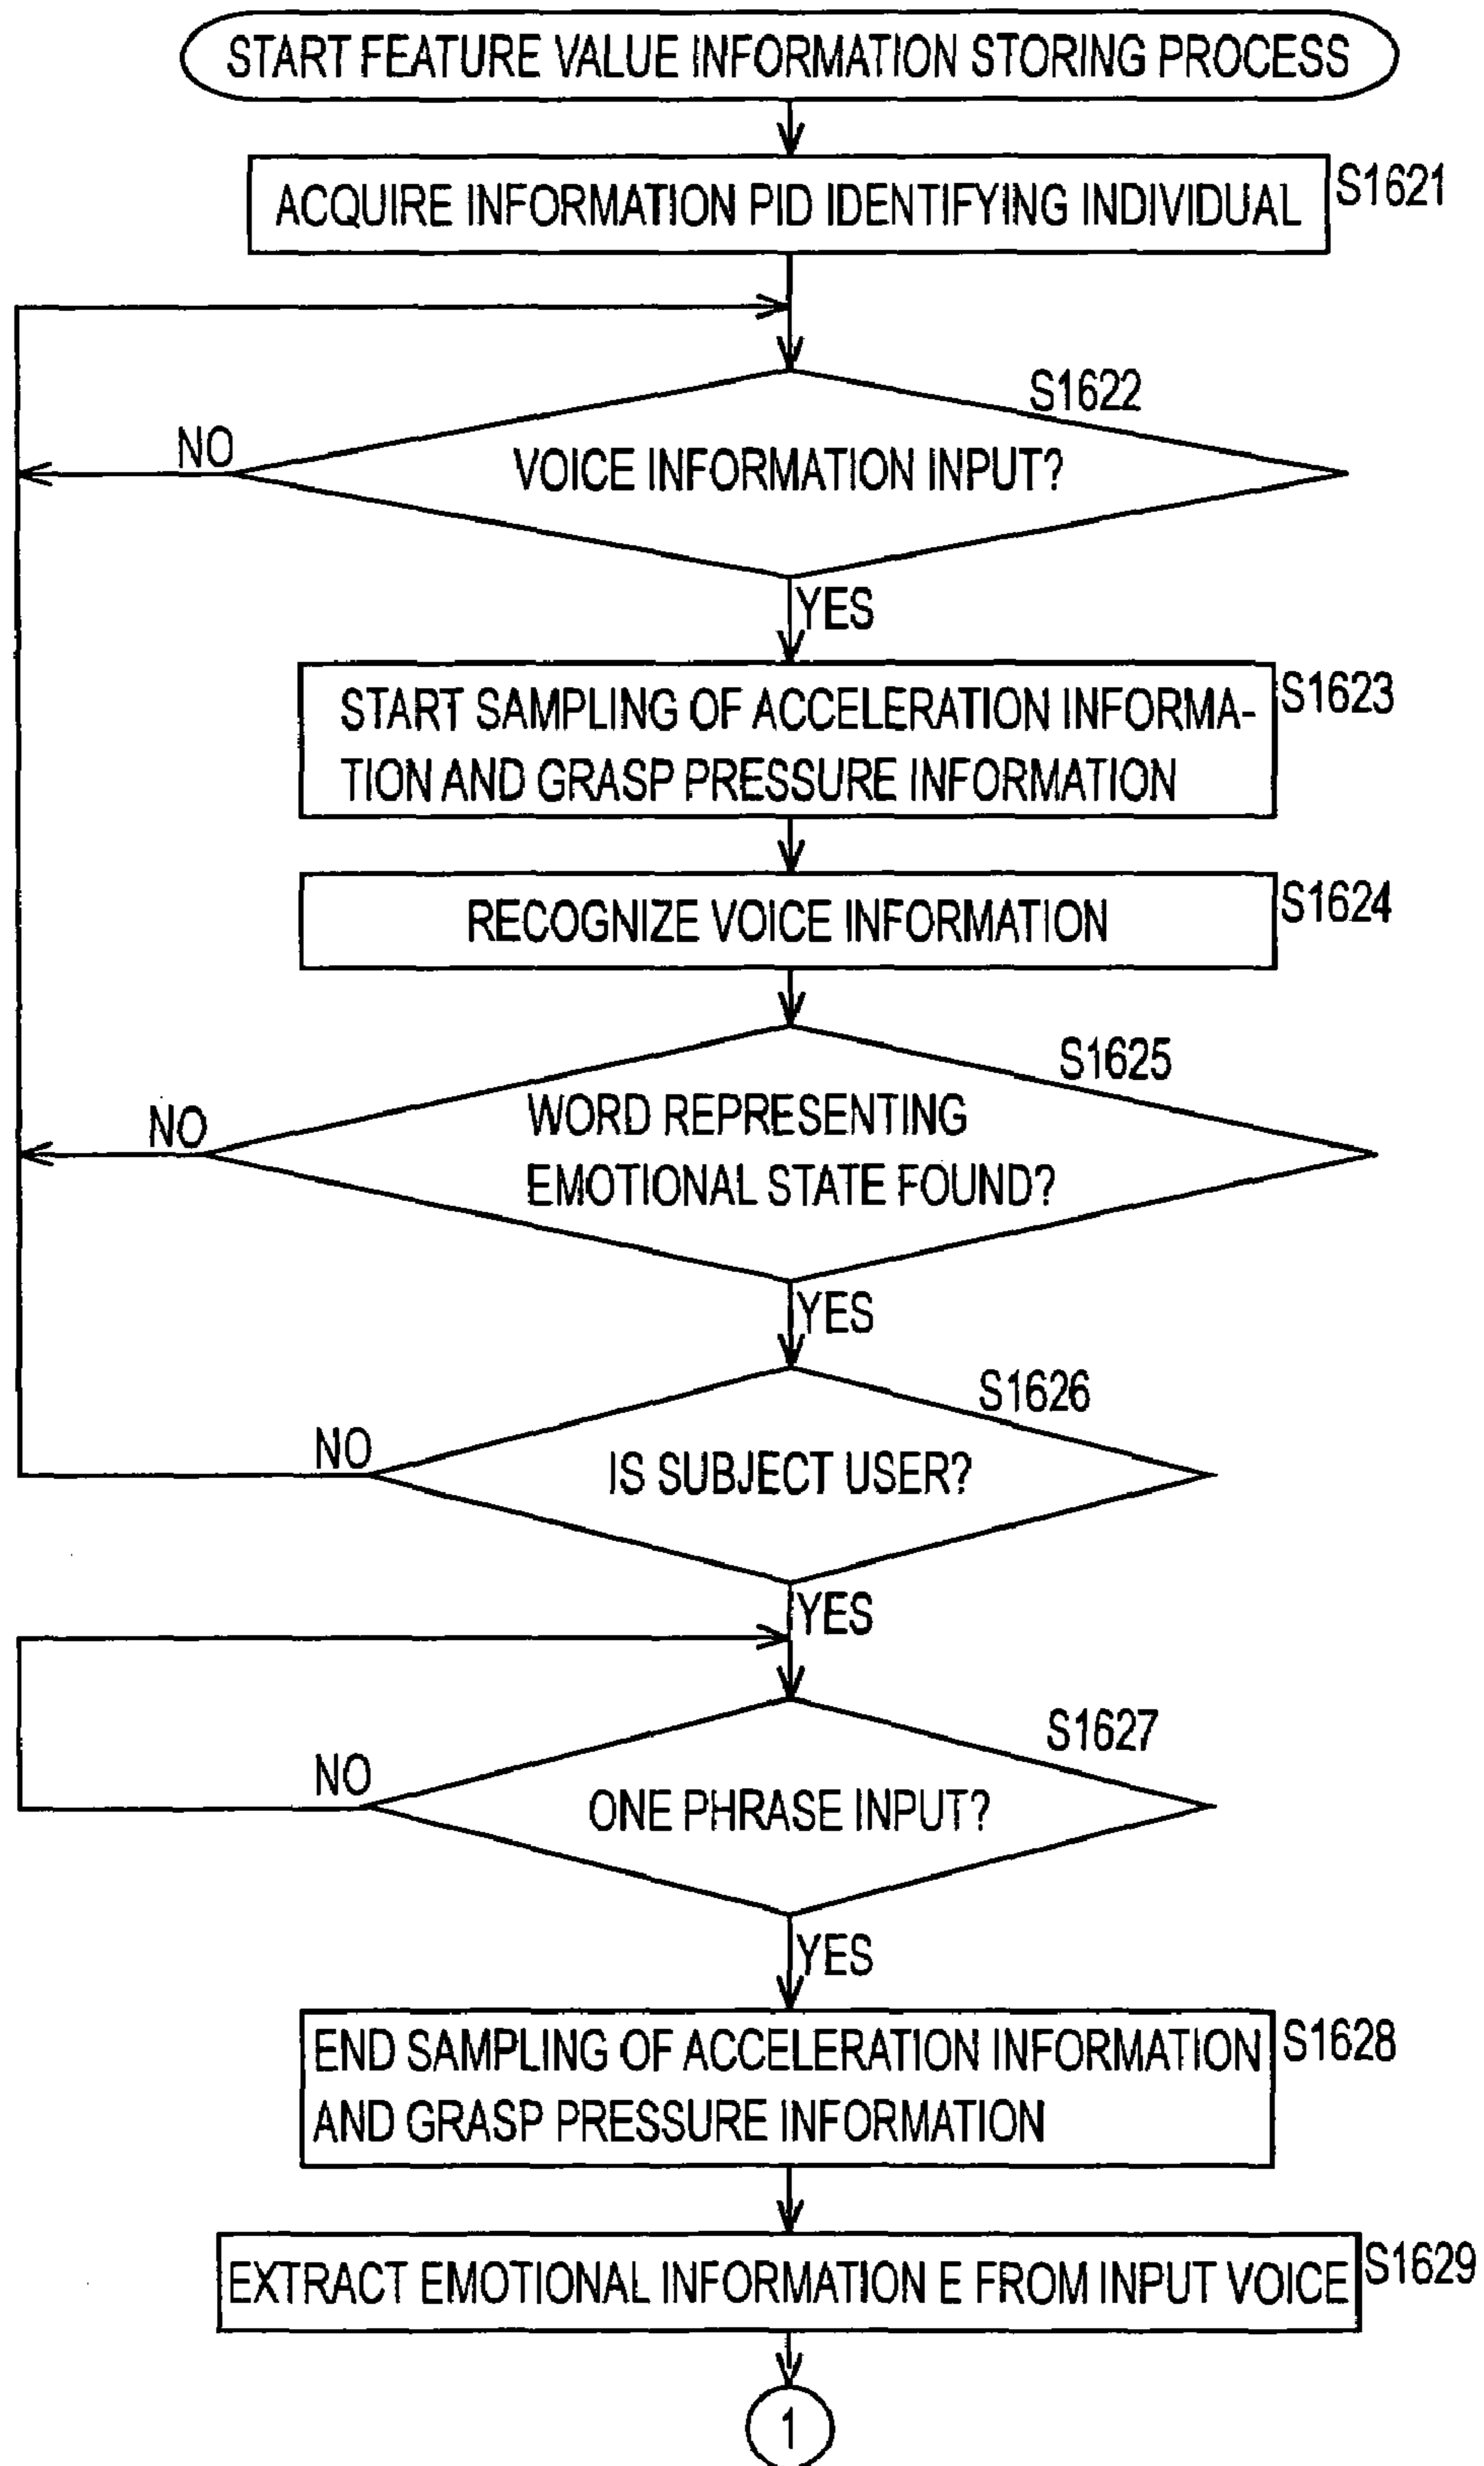 START FEATURE VALUE INFORMATION STORING PROCESS
ACQUIRE INFORMATION PID IDENTIFYING INDIVIDUAL
S1621
S1622
NO
VOICE INFORMATION INPUT?
YES
START SAMPLING OF ACCELERATION INFORMA-
S1623
TION AND GRASP PRESSURE INFORMATION
RECOGNIZE VOICE INFORMATION
S1624
S1625
NO
WORD REPRESENTING
EMOTIONAL STATE FOUND?
YES
S1626
NO
IS SUBJECT USER?
YES
S1627
NO
ONE PHRASE INPUT?
YES
END SAMPLING OF ACCELERATION INFORMATION
S1628
AND GRASP PRESSURE INFORMATION
EXTRACT EMOTIONAL INFORMATION E FROM INPUT VOICE
S1629
1